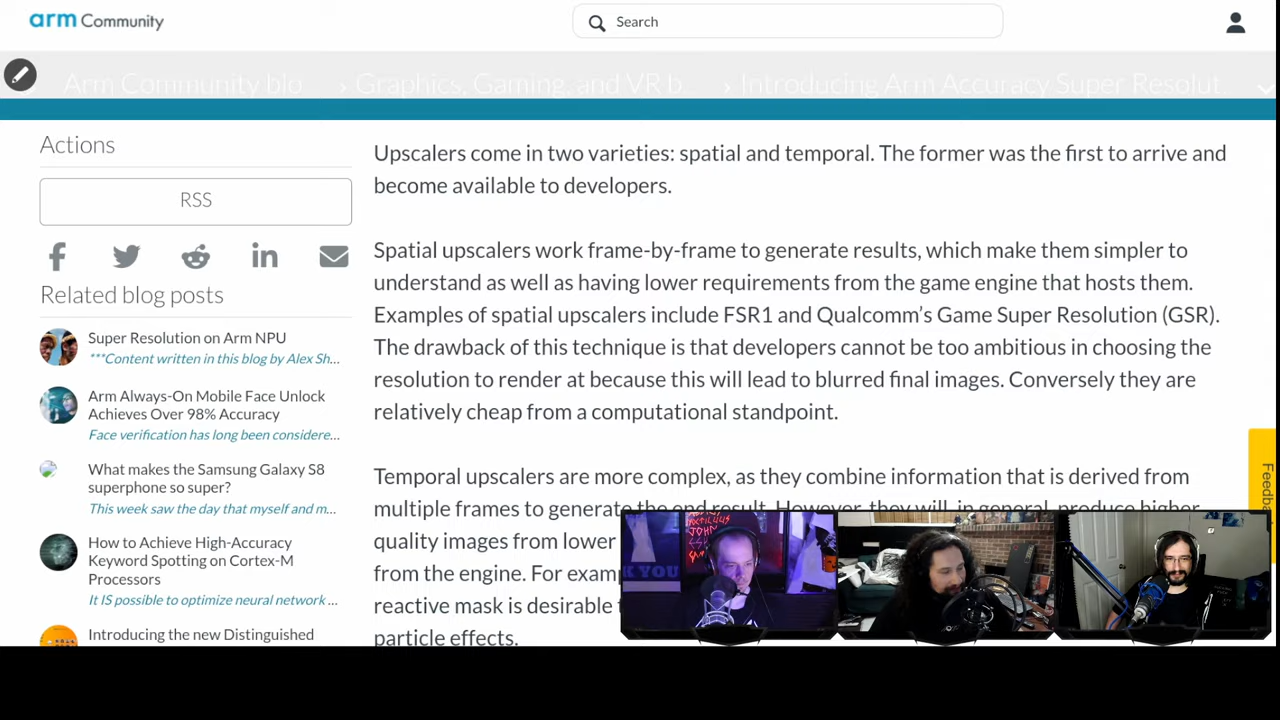 arm Community
Search
Arm Community blo
› Graphics, Gaming, and VR b.
› Introducing Arm Accuracy Super Resolut..
Actions
RSS
Related blog posts
Super Resolution on Arm NPU
***Content written in this blog by Alex Sh...
Arm Always-On Mobile Face Unlock
Achieves Over 98% Accuracy
Face verification has long been considere...
What makes the Samsung Galaxy S8
superphone so super?
This week saw the day that myself and m...
How to Achieve High-Accuracy
Keyword Spotting on Cortex-M
Processors
It IS possible to optimize neural network ...
Introducing the new Distinguished
Upscalers come in two varieties: spatial and temporal. The former was the first to arrive and
become available to developers.
Spatial upscalers work frame-by-frame to generate results, which make them simpler to
understand as well as having lower requirements from the game engine that hosts them.
Examples of spatial upscalers include FSR1 and Qualcomm's Game Super Resolution (GSR).
The drawback of this technique is that developers cannot be too ambitious in choosing the
resolution to render at because this will lead to blurred final images. Conversely they are
relatively cheap from a computational standpoint.
Temporal upscalers are more complex, as they combine information that is derived from
multiple frames to generate the end result. However, they will, in general, produce higher
quality images from lower
from the engine. For exam
reactive mask is desirable
particle effects.
Feedba
JOHN
K YOU